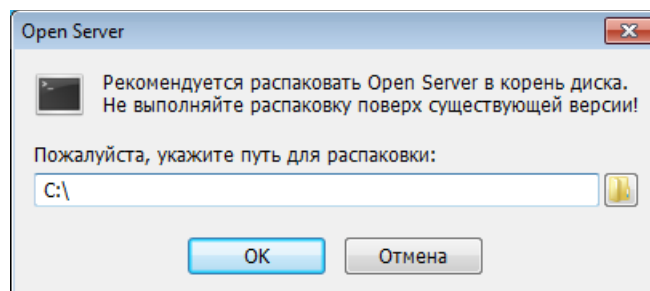 Open Server
Рекомендуется распаковать Open Server в корень диска.
Не выполняйте распаковку поверх существующей версии!
Пожалуйста, укажите путь для распаковки:
C:\
OK
Отмена